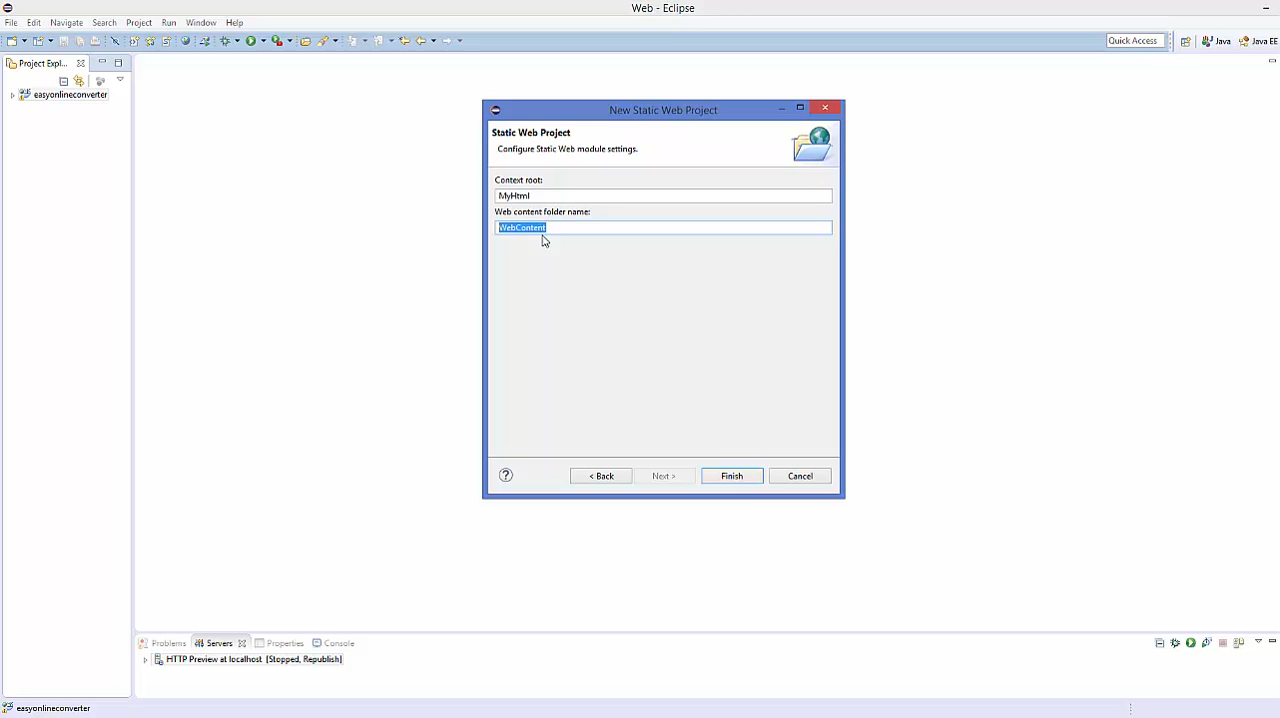 Web - Eclipse
File Edit Navigate Search Project Run Window Help
Quick Access Java Java EE
Project Expl...
easyonlineconverter
New Static Web Project
Static Web Project
Configure Static Web module settings.
Context root:
MyHtml
Web content folder name:
WebContent
? < Back Next > Finish Cancel
Problems Servers Properties Console
HTTP Preview at localhost [Stopped, Republish]
easyonlineconverter